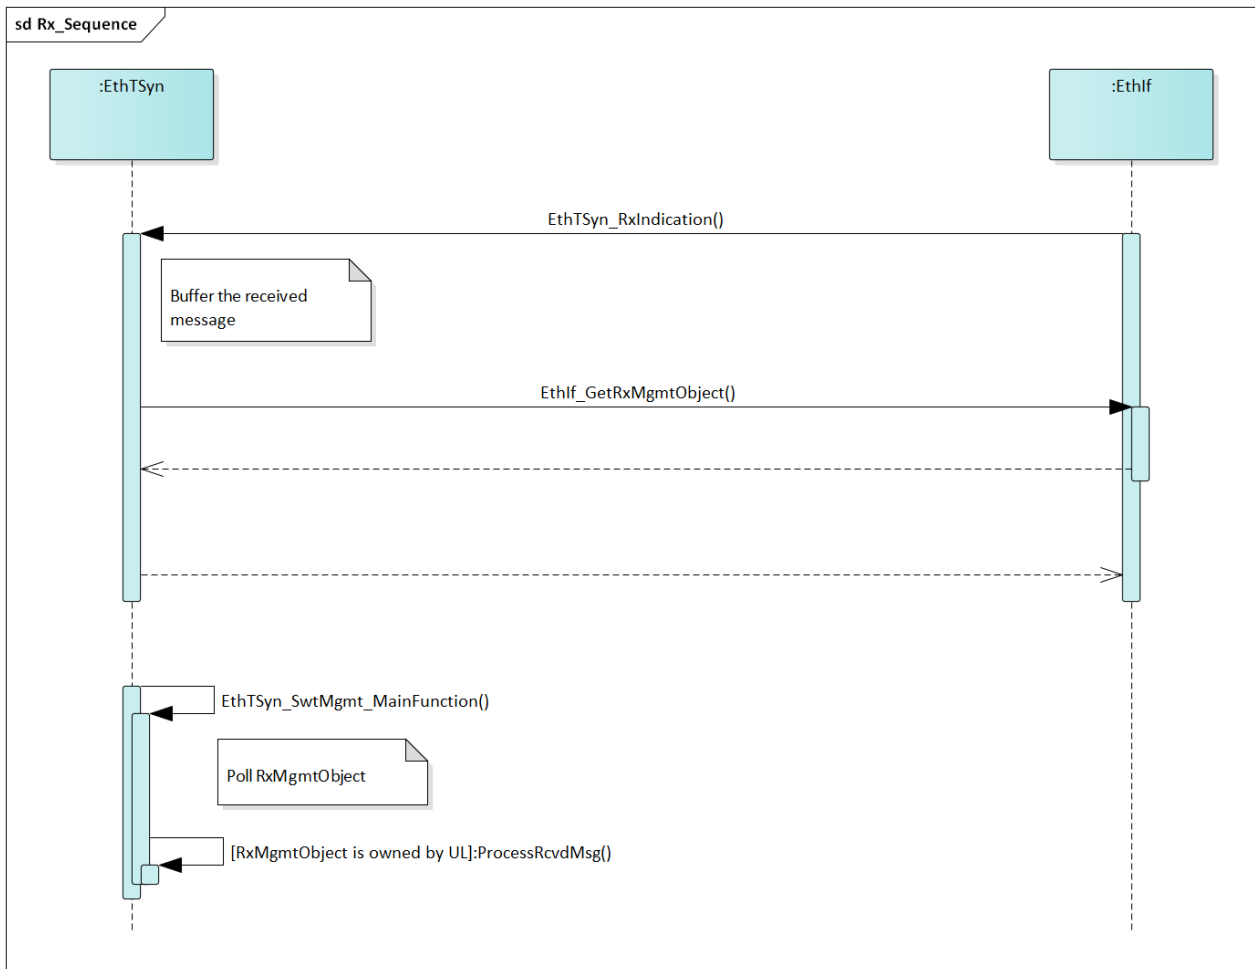 sd Rx_Sequence
:EthTSyn
:EthIf
EthTSyn_RxIndication()
Buffer the received
message
EthIf_GetRxMgmtObject()
EthTSyn_SwtMgmt_MainFunction()
Poll RxMgmtObject
[RxMgmtObject is owned by UL]:ProcessRcvdMsg()